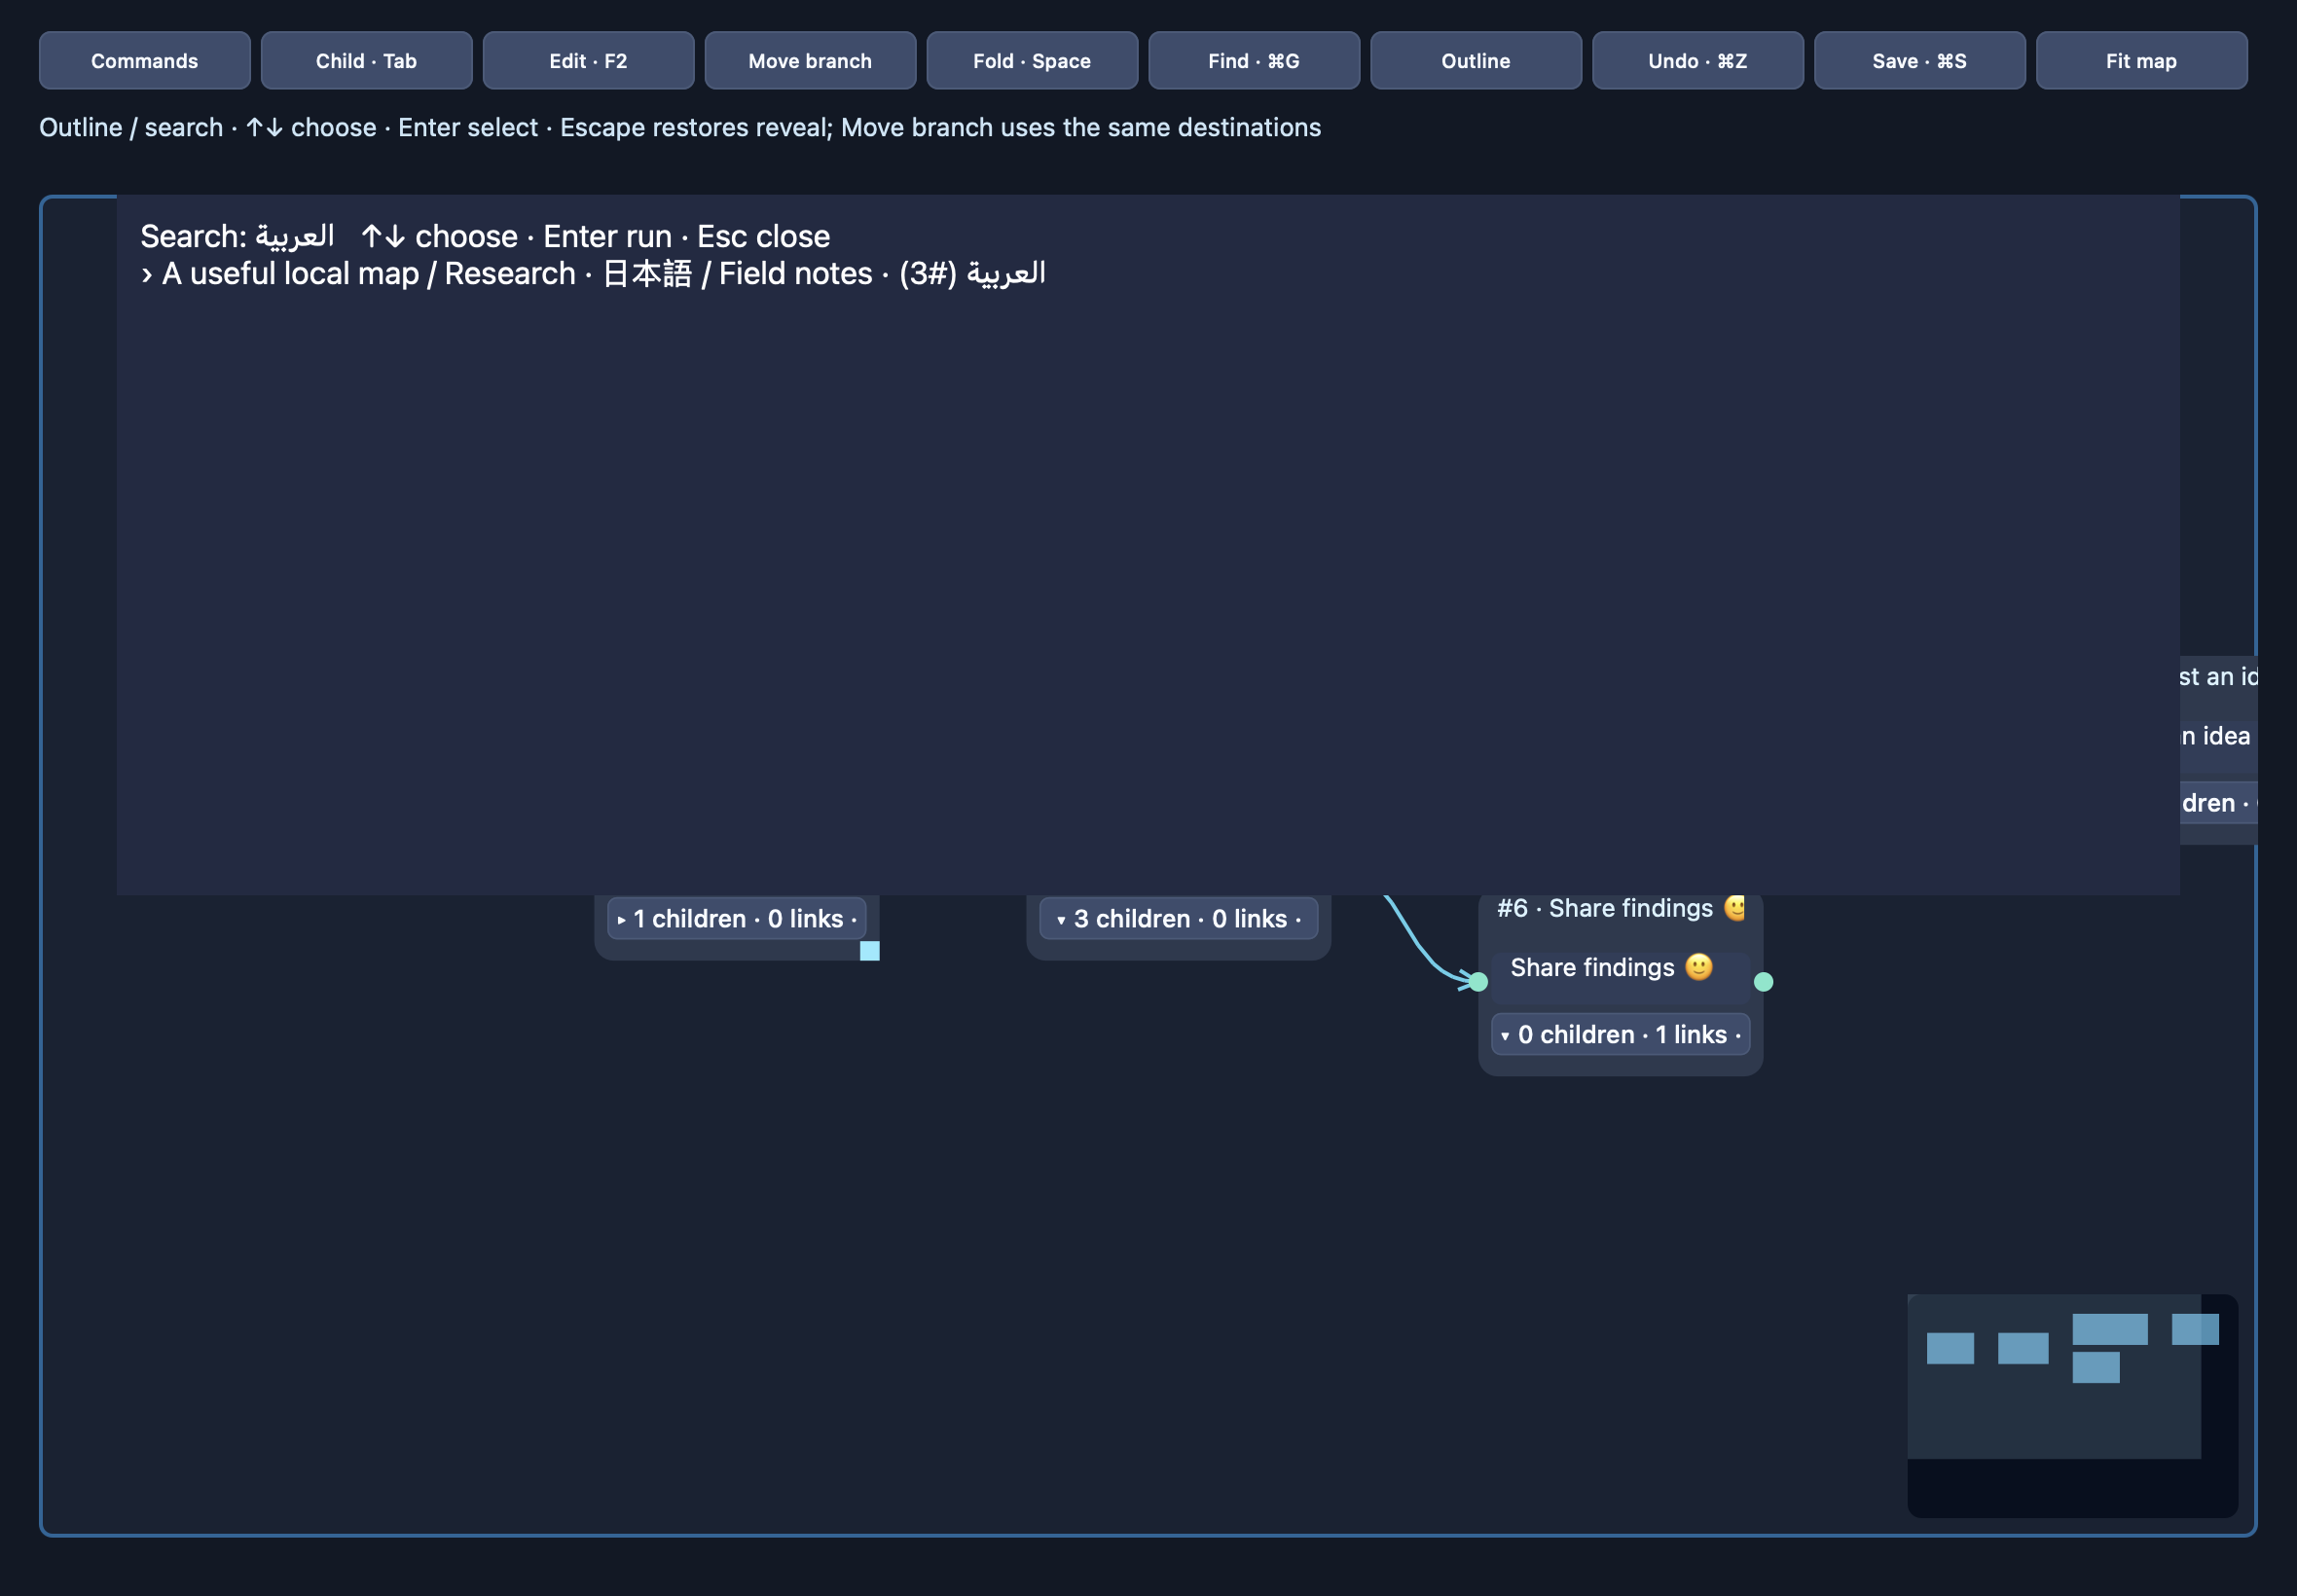 Commands
Child · Tab
Edit · F2
Move branch
Fold · Space
Find · ⌘G
Outline
Undo · ⌘Z
Save · ⌘S
Fit map
Outline / search · ↑↓ choose · Enter select · Escape restores reveal; Move branch uses the same destinations
Search: العربية ↑↓ choose · Enter run · Esc close
› A useful local map / Research · 日本語 / Field notes · العربية (#3)
st an id
n idea
dren ·
▸ 1 children · 0 links ·
▾ 3 children · 0 links ·
#6 · Share findings 🙂
Share findings 🙂
▾ 0 children · 1 links ·